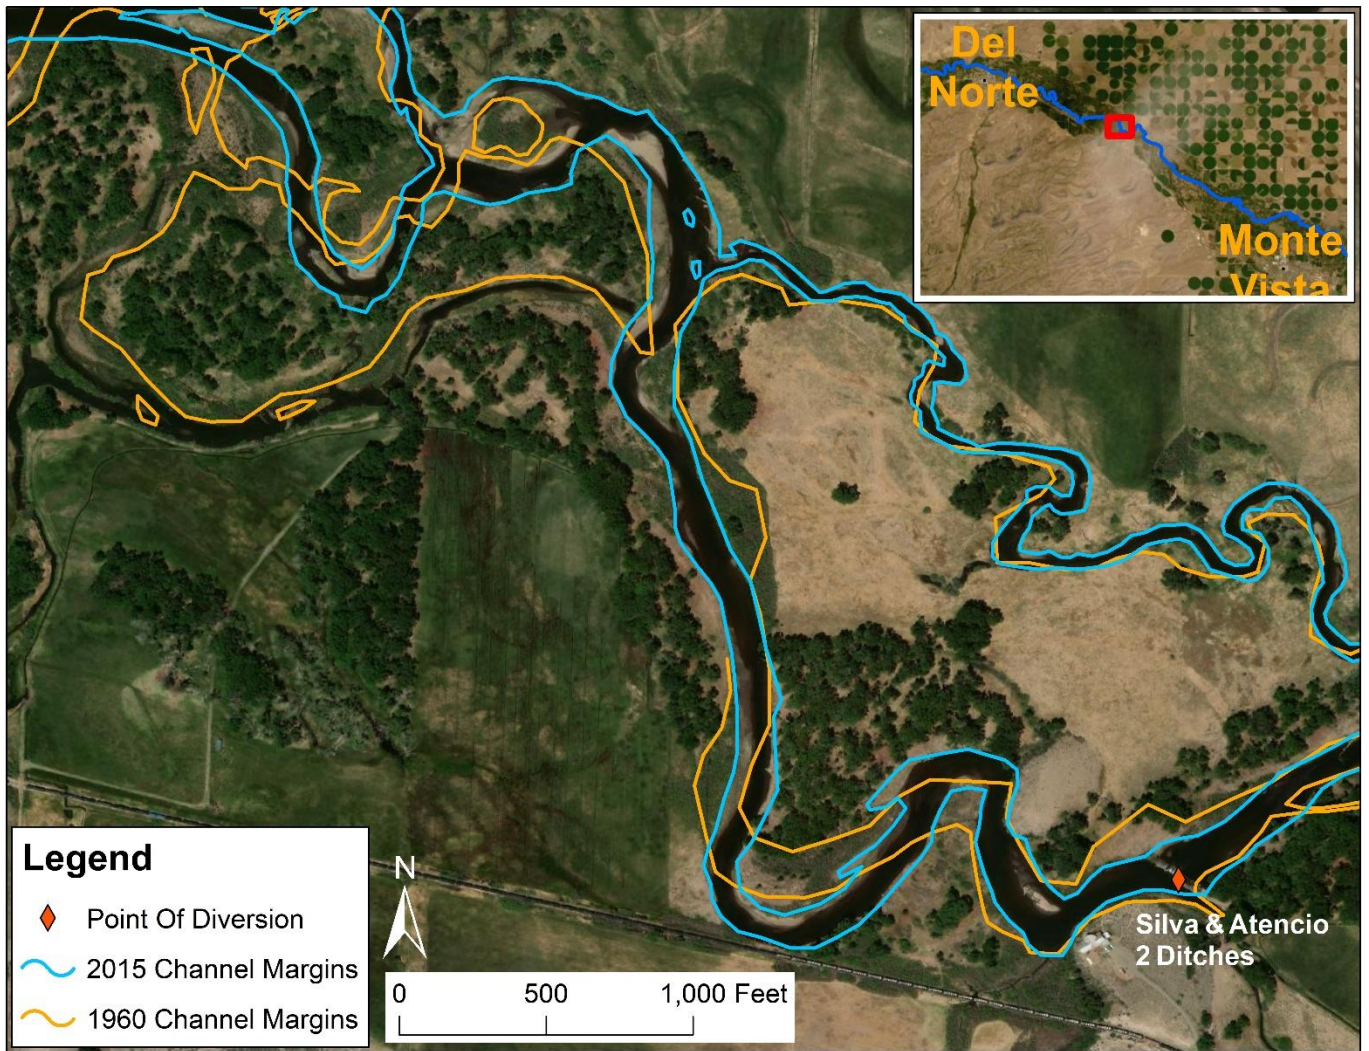 Del
Norte
Monte
Vista
Legend
Point Of Diversion
2015 Channel Margins
1960 Channel Margins
N
0 500 1,000 Feet
Silva & Atencio
2 Ditches